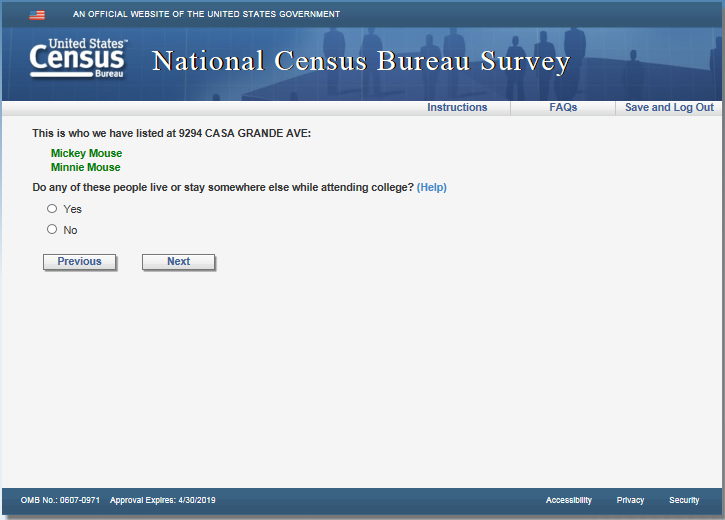 AN OFFICIAL WEBSITE OF THE UNITED STATES GOVERNMENT
United States™
Census
Bureau
National Census Bureau Survey
Instructions FAQs Save and Log Out
This is who we have listed at 9294 CASA GRANDE AVE:
Mickey Mouse
Minnie Mouse
Do any of these people live or stay somewhere else while attending college? (Help)
Yes
No
Previous Next
OMB No.: 0607-0971 Approval Expires: 4/30/2019 Accessibility Privacy Security